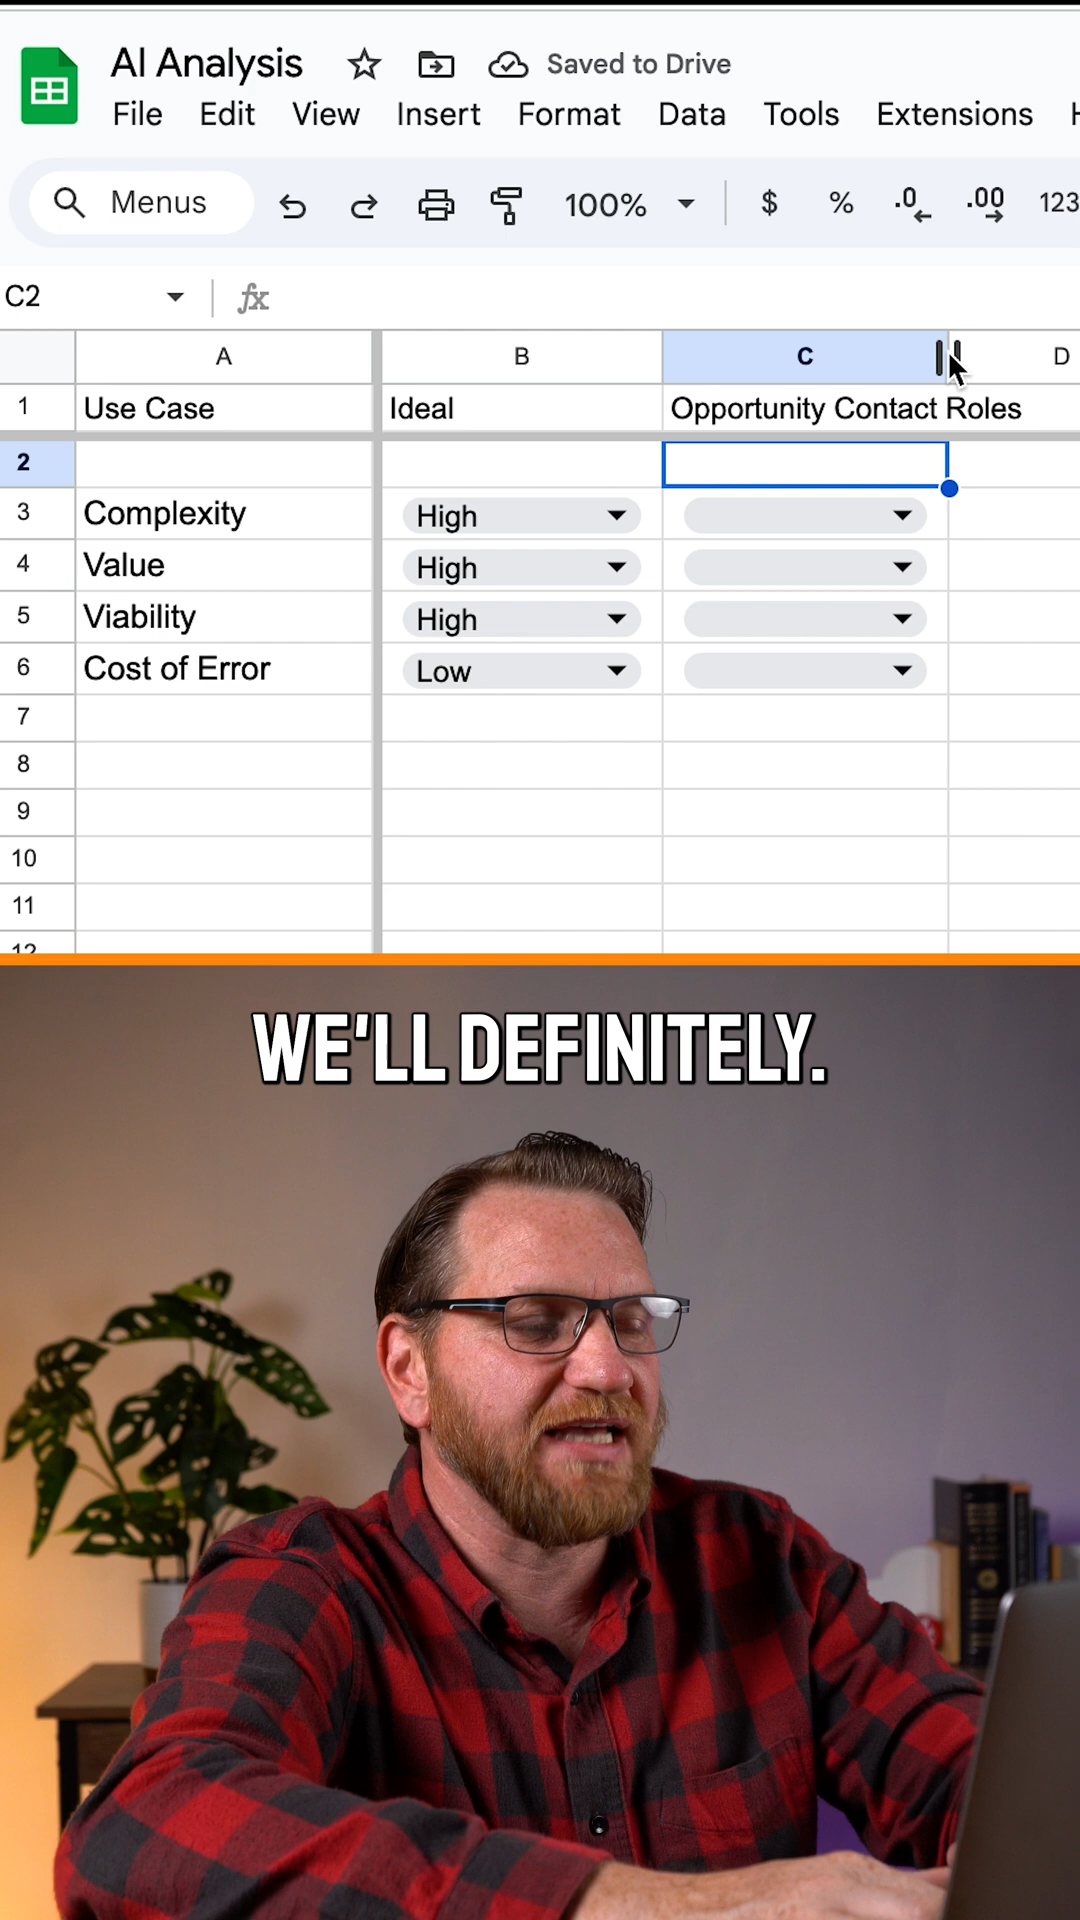 AI Analysis Saved to Drive
File Edit View Insert Format Data Tools Extensions
Menus 100% $ % .0 .00 123
C2 fx
A B C D
1 Use Case Ideal Opportunity Contact Roles
2
3 Complexity High
4 Value High
5 Viability High
6 Cost of Error Low
7
8
9
10
11
12
WE'LL DEFINITELY.